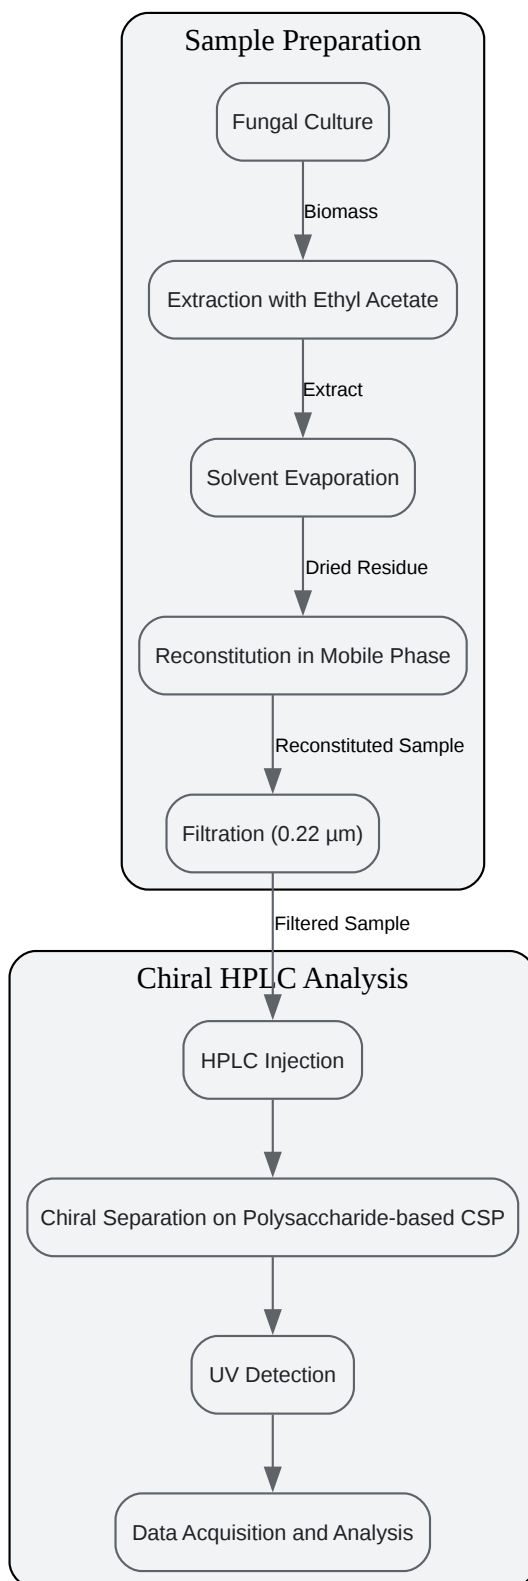 Sample Preparation
Fungal Culture
Biomass
Extraction with Ethyl Acetate
Extract
Solvent Evaporation
Dried Residue
Reconstitution in Mobile Phase
Reconstituted Sample
Filtration (0.22 µm)
Filtered Sample
Chiral HPLC Analysis
HPLC Injection
Chiral Separation on Polysaccharide-based CSP
UV Detection
Data Acquisition and Analysis